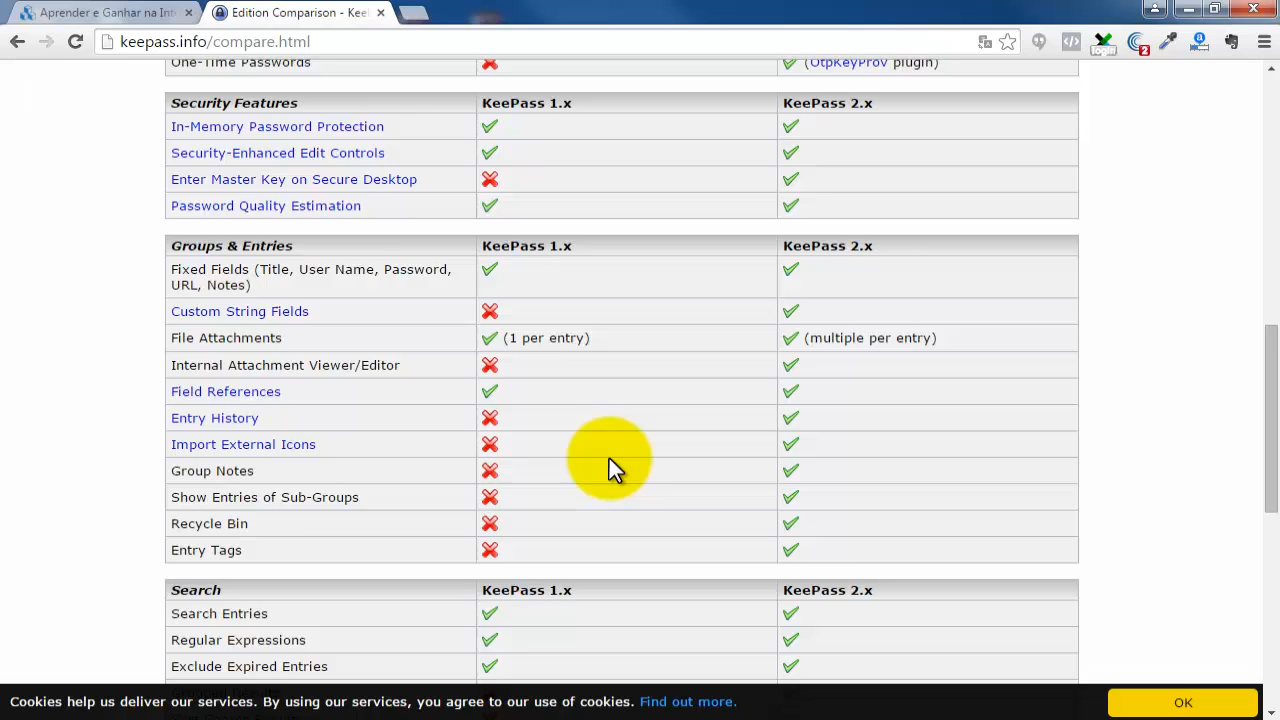 Aprender e Ganhar na Int
Edition Comparison - Kee
keepass.info/compare.html
login
2
One-Time Passwords (OtpKeyProv plugin)
Security Features KeePass 1.x KeePass 2.x
In-Memory Password Protection
Security-Enhanced Edit Controls
Enter Master Key on Secure Desktop
Password Quality Estimation
Groups & Entries KeePass 1.x KeePass 2.x
Fixed Fields (Title, User Name, Password,
URL, Notes)
Custom String Fields
File Attachments (1 per entry) (multiple per entry)
Internal Attachment Viewer/Editor
Field References
Entry History
Import External Icons
Group Notes
Show Entries of Sub-Groups
Recycle Bin
Entry Tags
Search KeePass 1.x KeePass 2.x
Search Entries
Regular Expressions
Exclude Expired Entries
Cookies help us deliver our services. By using our services, you agree to our use of cookies. Find out more. OK